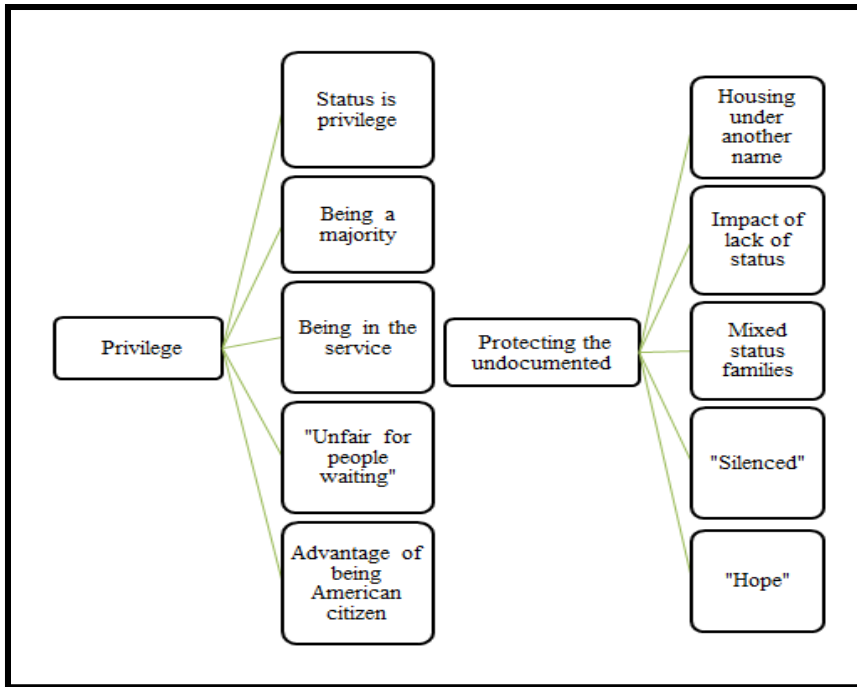 Privilege
Status is
privilege
Being a
majority
Being in the
service
"Unfair for
people
waiting"
Advantage of
being
American
citizen
Protecting the
undocumented
Housing
under
another
name
Impact of
lack of
status
Mixed
status
families
"Silenced"
"Hope"